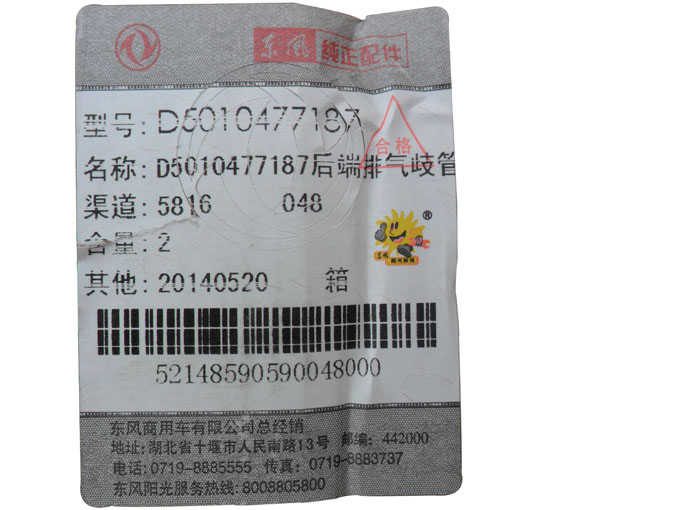 东风 纯正配件
型号: D5010477187
合格
名称: D5010477187后端排气歧管
渠道: 5816 048
®
含量: 2
其他: 20140520 箱
52148590590048000
东风商用车有限公司总经销
地址:湖北省十堰市人民南路13号 邮编: 442000
电话:0719-8885555 传真: 0719-8883737
东风阳光服务热线:8008805800